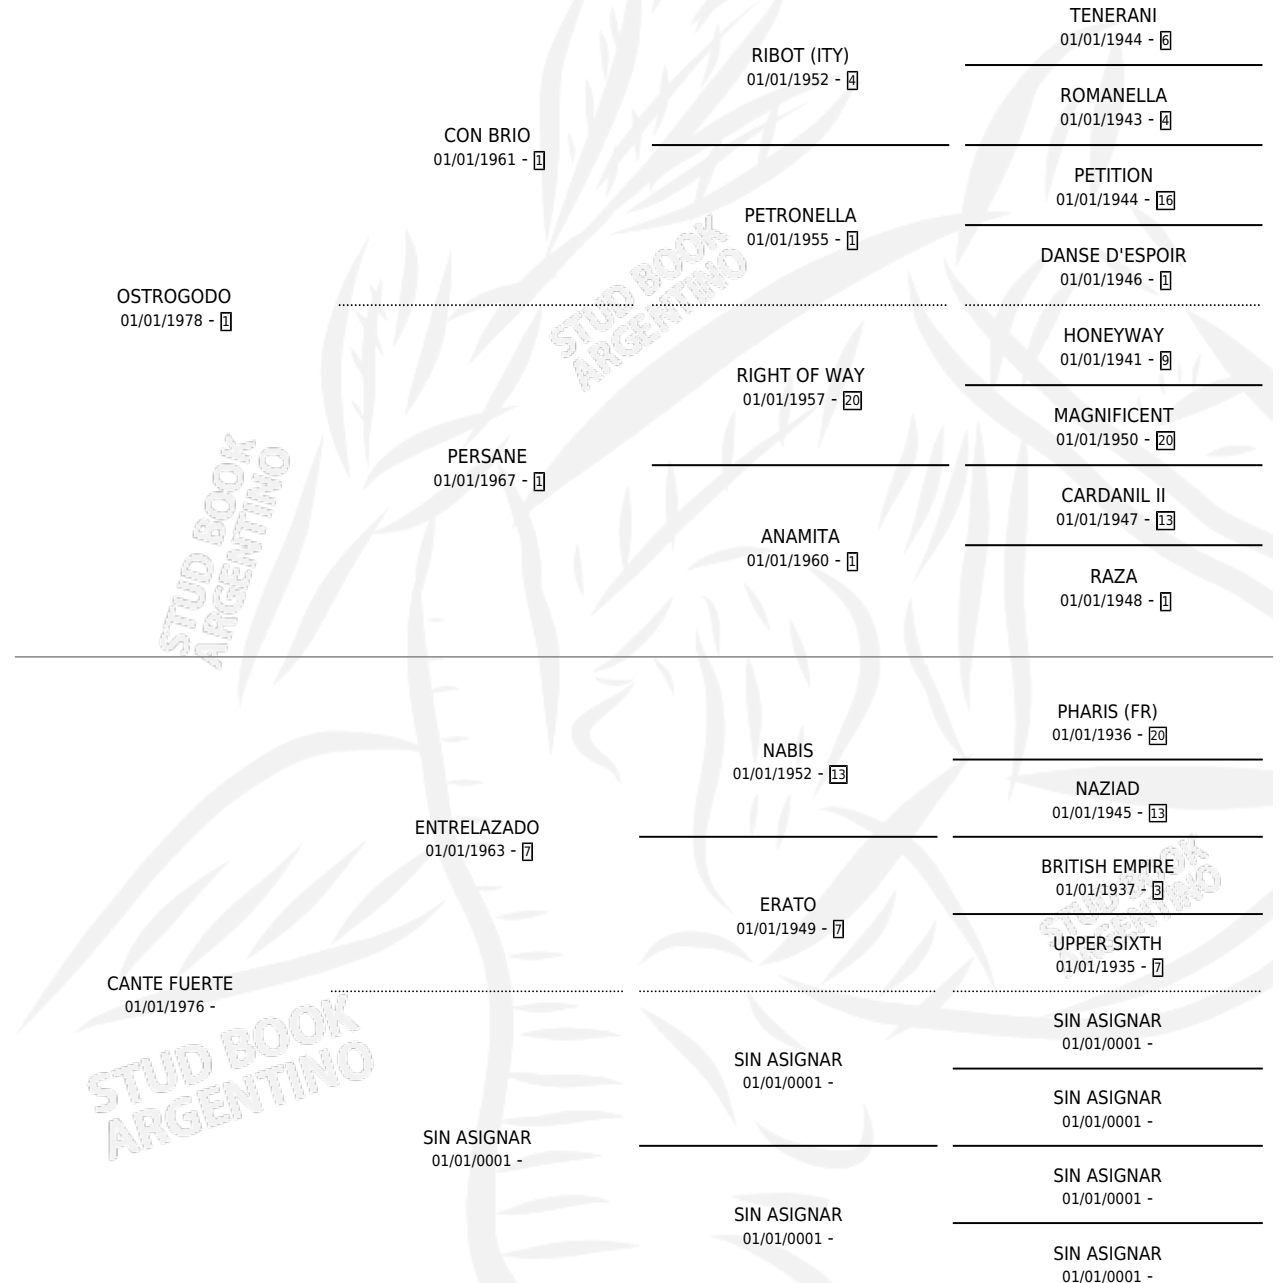 TENERANI
01/01/1944 - 6
RIBOT (ITY)
01/01/1952 - 4
ROMANELLA
01/01/1943 - 4
CON BRIO
01/01/1961 - 1
PETITION
01/01/1944 - 16
PETRONELLA
01/01/1955 - 1
DANSE D'ESPOIR
01/01/1946 - 1
OSTROGODO
01/01/1978 - 1
HONEYWAY
01/01/1941 - 9
RIGHT OF WAY
01/01/1957 - 20
MAGNIFICENT
01/01/1950 - 20
PERSANE
01/01/1967 - 1
CARDANIL II
01/01/1947 - 13
ANAMITA
01/01/1960 - 1
RAZA
01/01/1948 - 1
STUD BOOK
ARGENTINO
STUD BOOK
ARGENTINO
PHARIS (FR)
01/01/1936 - 20
NABIS
01/01/1952 - 13
NAZIAD
01/01/1945 - 13
ENTRELAZADO
01/01/1963 - 7
BRITISH EMPIRE
01/01/1937 - 3
ERATO
01/01/1949 - 7
UPPER SIXTH
01/01/1935 - 7
STUD BOOK
ARGENTINO
CANTE FUERTE
01/01/1976 -
SIN ASIGNAR
01/01/0001 -
SIN ASIGNAR
01/01/0001 -
SIN ASIGNAR
01/01/0001 -
SIN ASIGNAR
01/01/0001 -
SIN ASIGNAR
01/01/0001 -
SIN ASIGNAR
01/01/0001 -
SIN ASIGNAR
01/01/0001 -
STUD BOOK
ARGENTINO